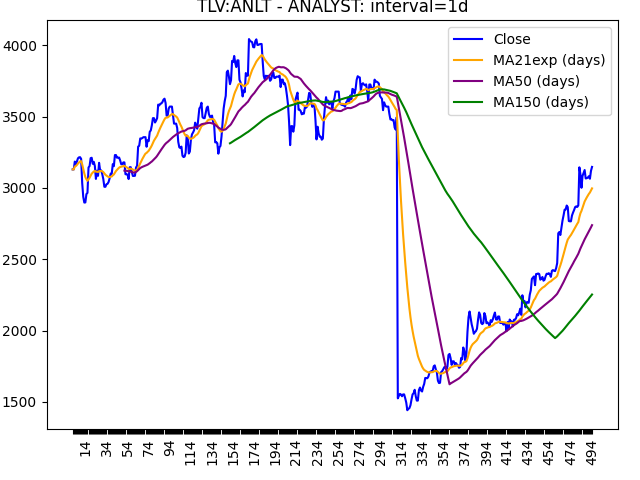 TLV:ANLT - ANALYST: interval=1d
Close
MA21exp (days)
MA50 (days)
MA150 (days)
4000
3500
3000
2500
2000
1500
14 34 54 74 94 114 134 154 174 194 214 234 254 274 294 314 334 354 374 394 414 434 454 474 494